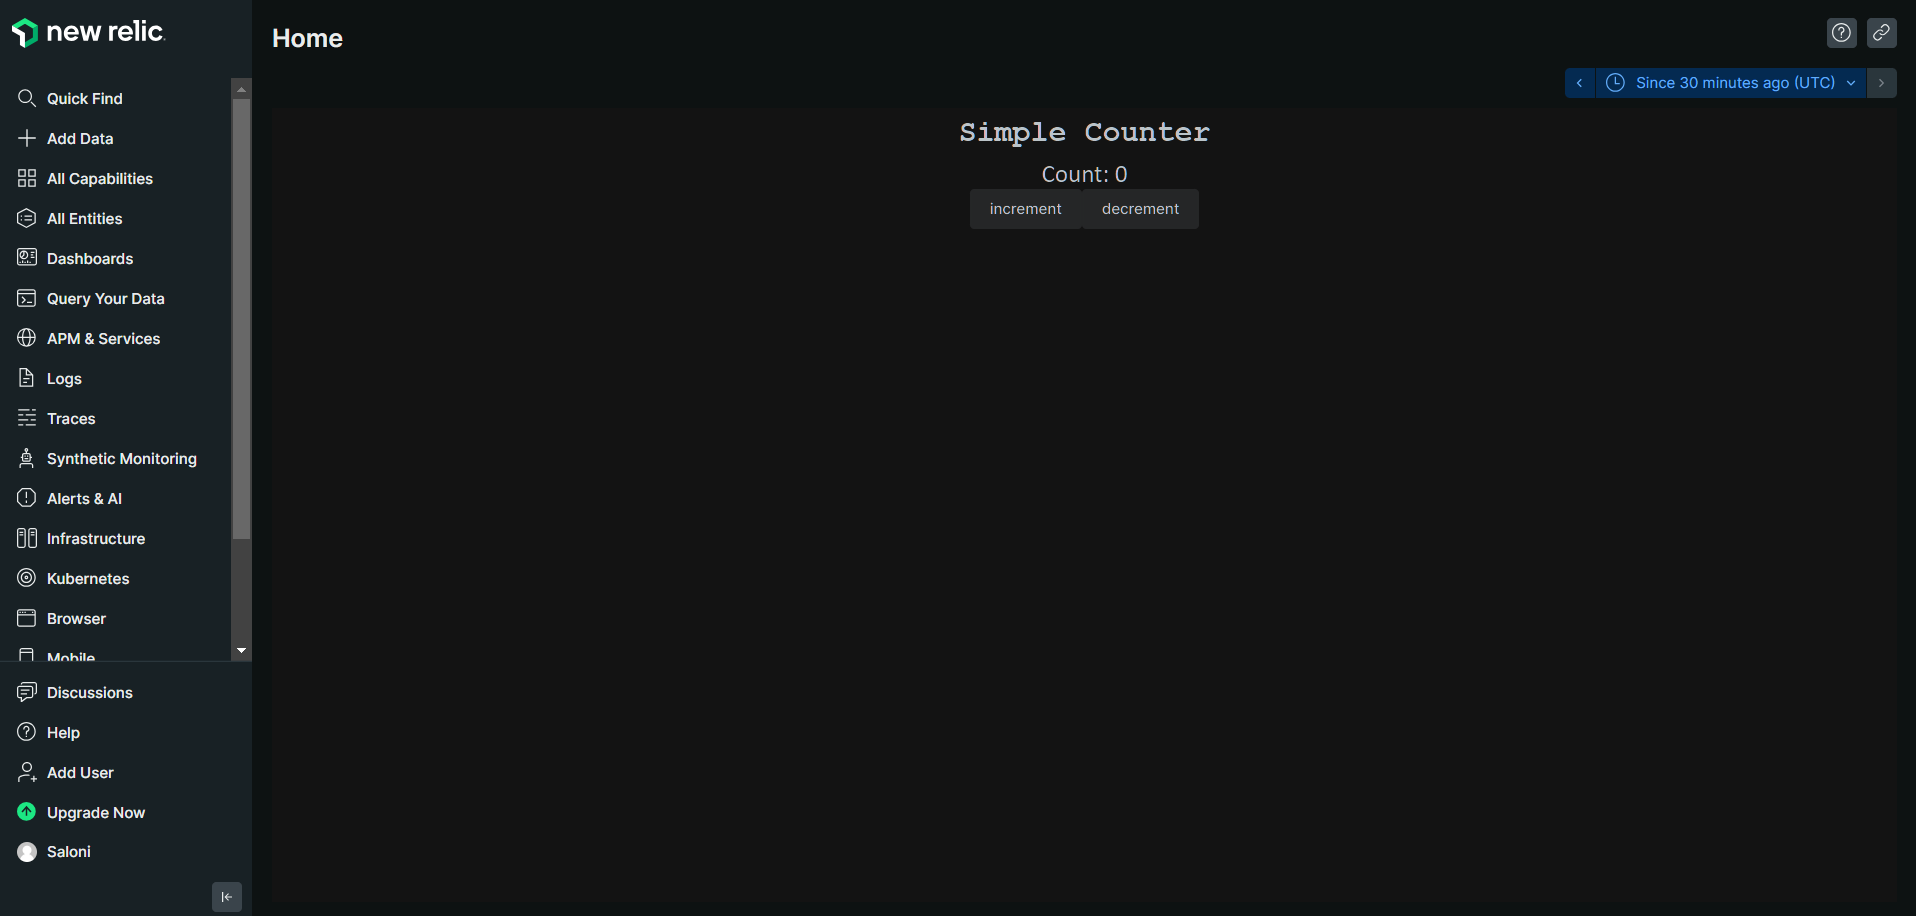 new relic.
Quick Find
Add Data
All Capabilities
All Entities
Dashboards
Query Your Data
APM & Services
Logs
Traces
Synthetic Monitoring
Alerts & AI
Infrastructure
Kubernetes
Browser
Mobile
Discussions
Help
Add User
Upgrade Now
Saloni
Home
Since 30 minutes ago (UTC)
Simple Counter
Count: 0
increment decrement